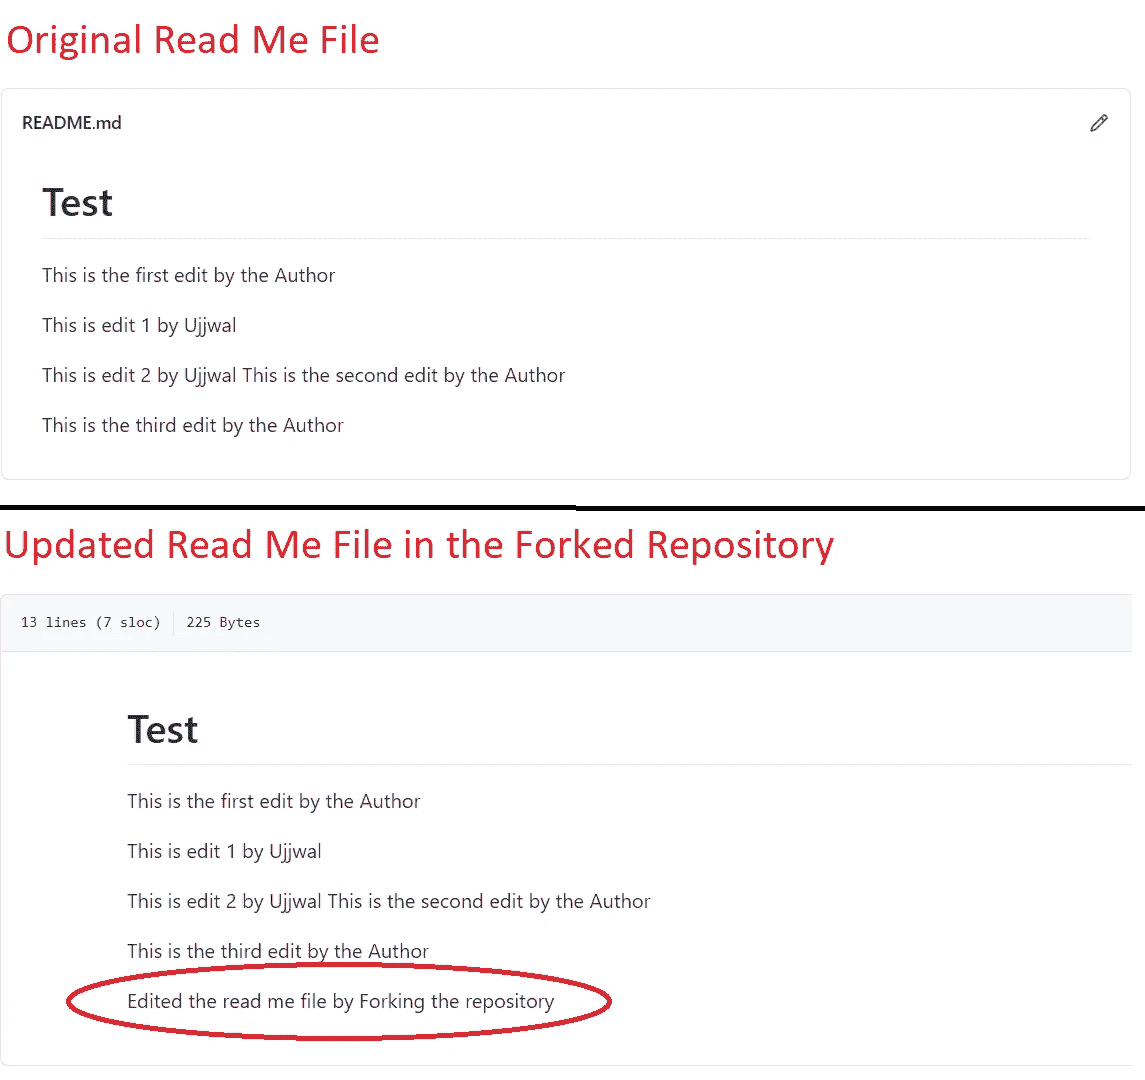 Original Read Me File
README.md
Test
This is the first edit by the Author
This is edit 1 by Ujjwal
This is edit 2 by Ujjwal This is the second edit by the Author
This is the third edit by the Author
Updated Read Me File in the Forked Repository
13 lines (7 sloc) 225 Bytes
Test
This is the first edit by the Author
This is edit 1 by Ujjwal
This is edit 2 by Ujjwal This is the second edit by the Author
This is the third edit by the Author
Edited the read me file by Forking the repository